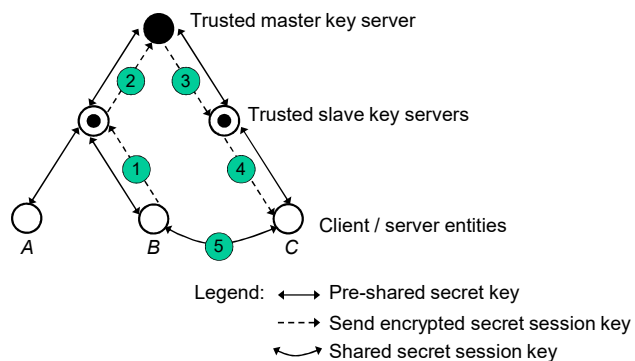 Trusted master key server
2
3
Trusted slave key servers
1
4
Client / server entities
A
B
C
5
Legend:
Pre-shared secret key
Send encrypted secret session key
Shared secret session key